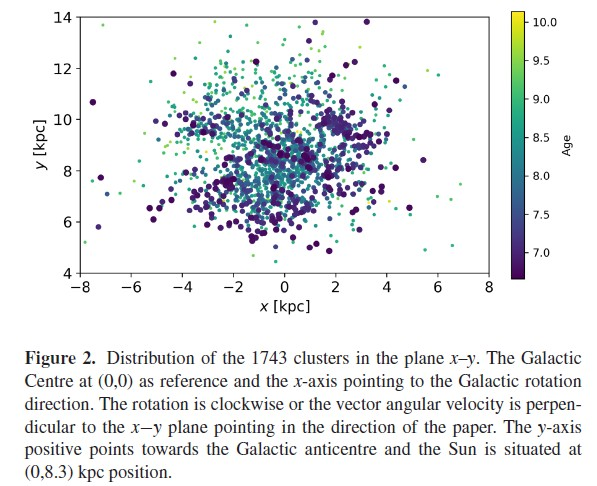 14
12
10
8
6
4
y [kpc]
−8 −6 −4 −2 0 2 4 6 8
x [kpc]
10.0
9.5
9.0
8.5
8.0
7.5
7.0
Age
Figure 2. Distribution of the 1743 clusters in the plane x–y. The Galactic
Centre at (0,0) as reference and the x-axis pointing to the Galactic rotation
direction. The rotation is clockwise or the vector angular velocity is perpen-
dicular to the x−y plane pointing in the direction of the paper. The y-axis
positive points towards the Galactic anticentre and the Sun is situated at
(0,8.3) kpc position.